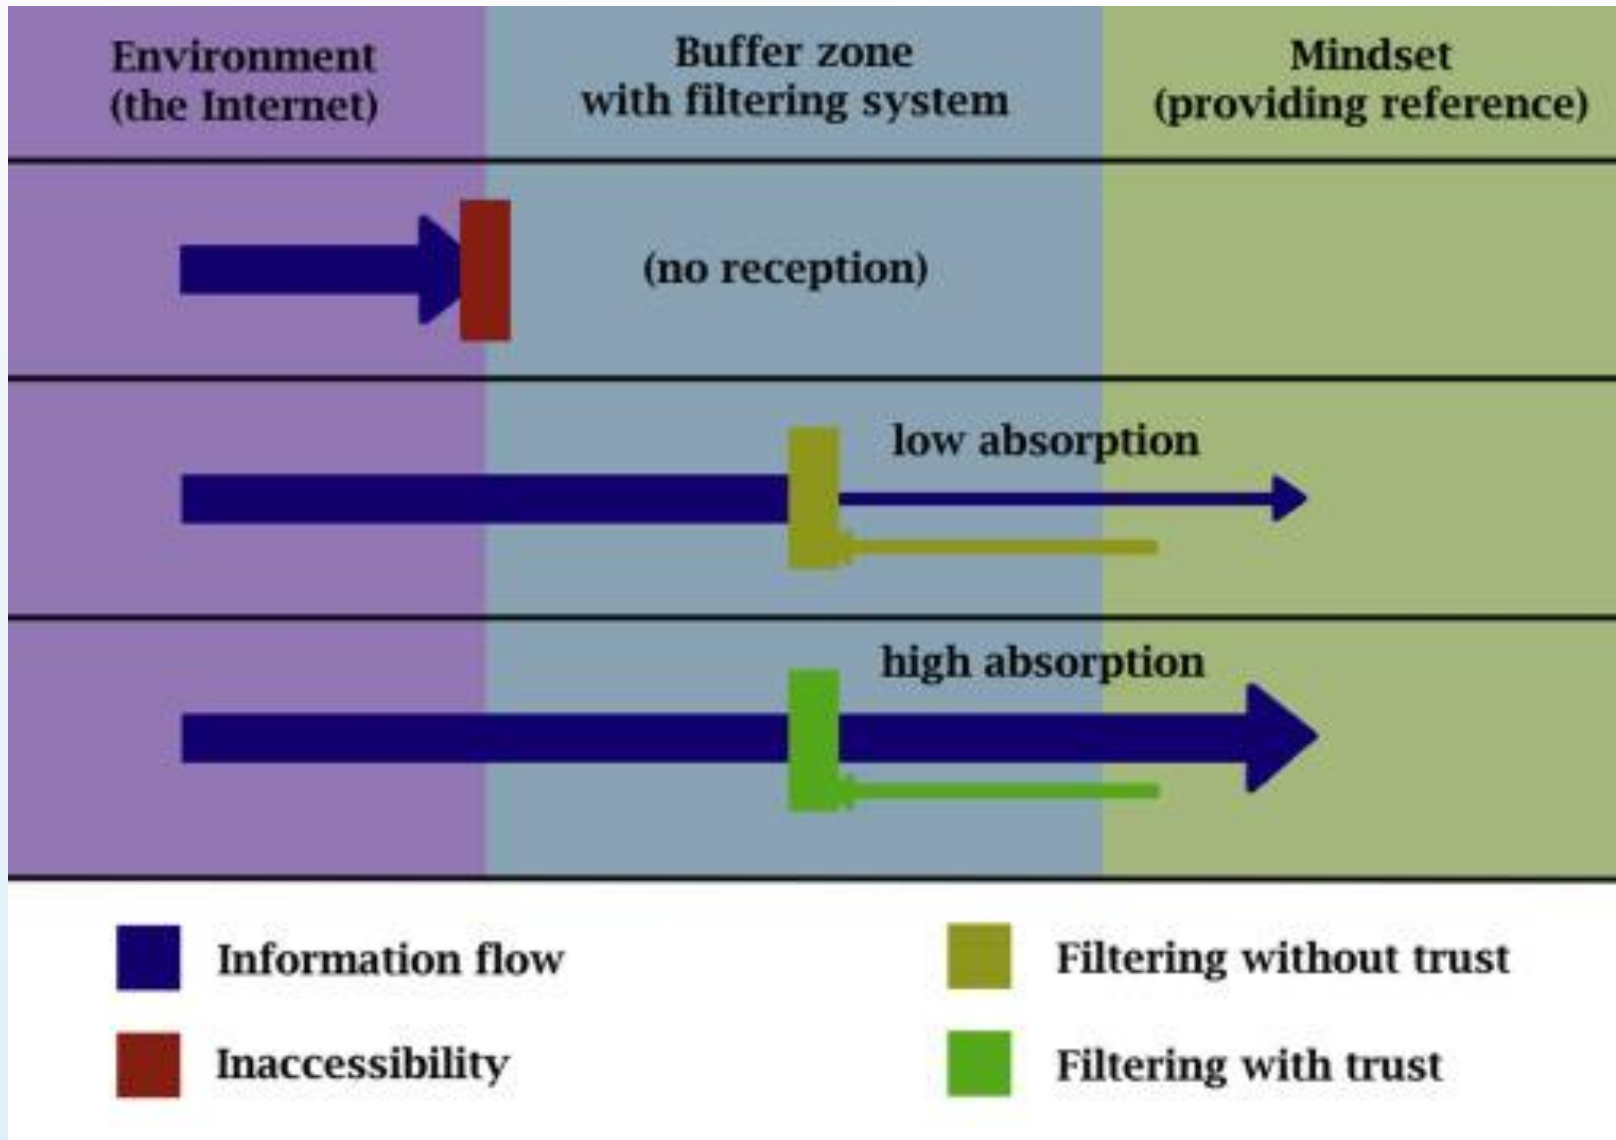 Environment
(the Internet)
Buffer zone
with filtering system
Mindset
(providing reference)
(no reception)
low absorption
high absorption
Information flow
Filtering without trust
Inaccessibility
Filtering with trust